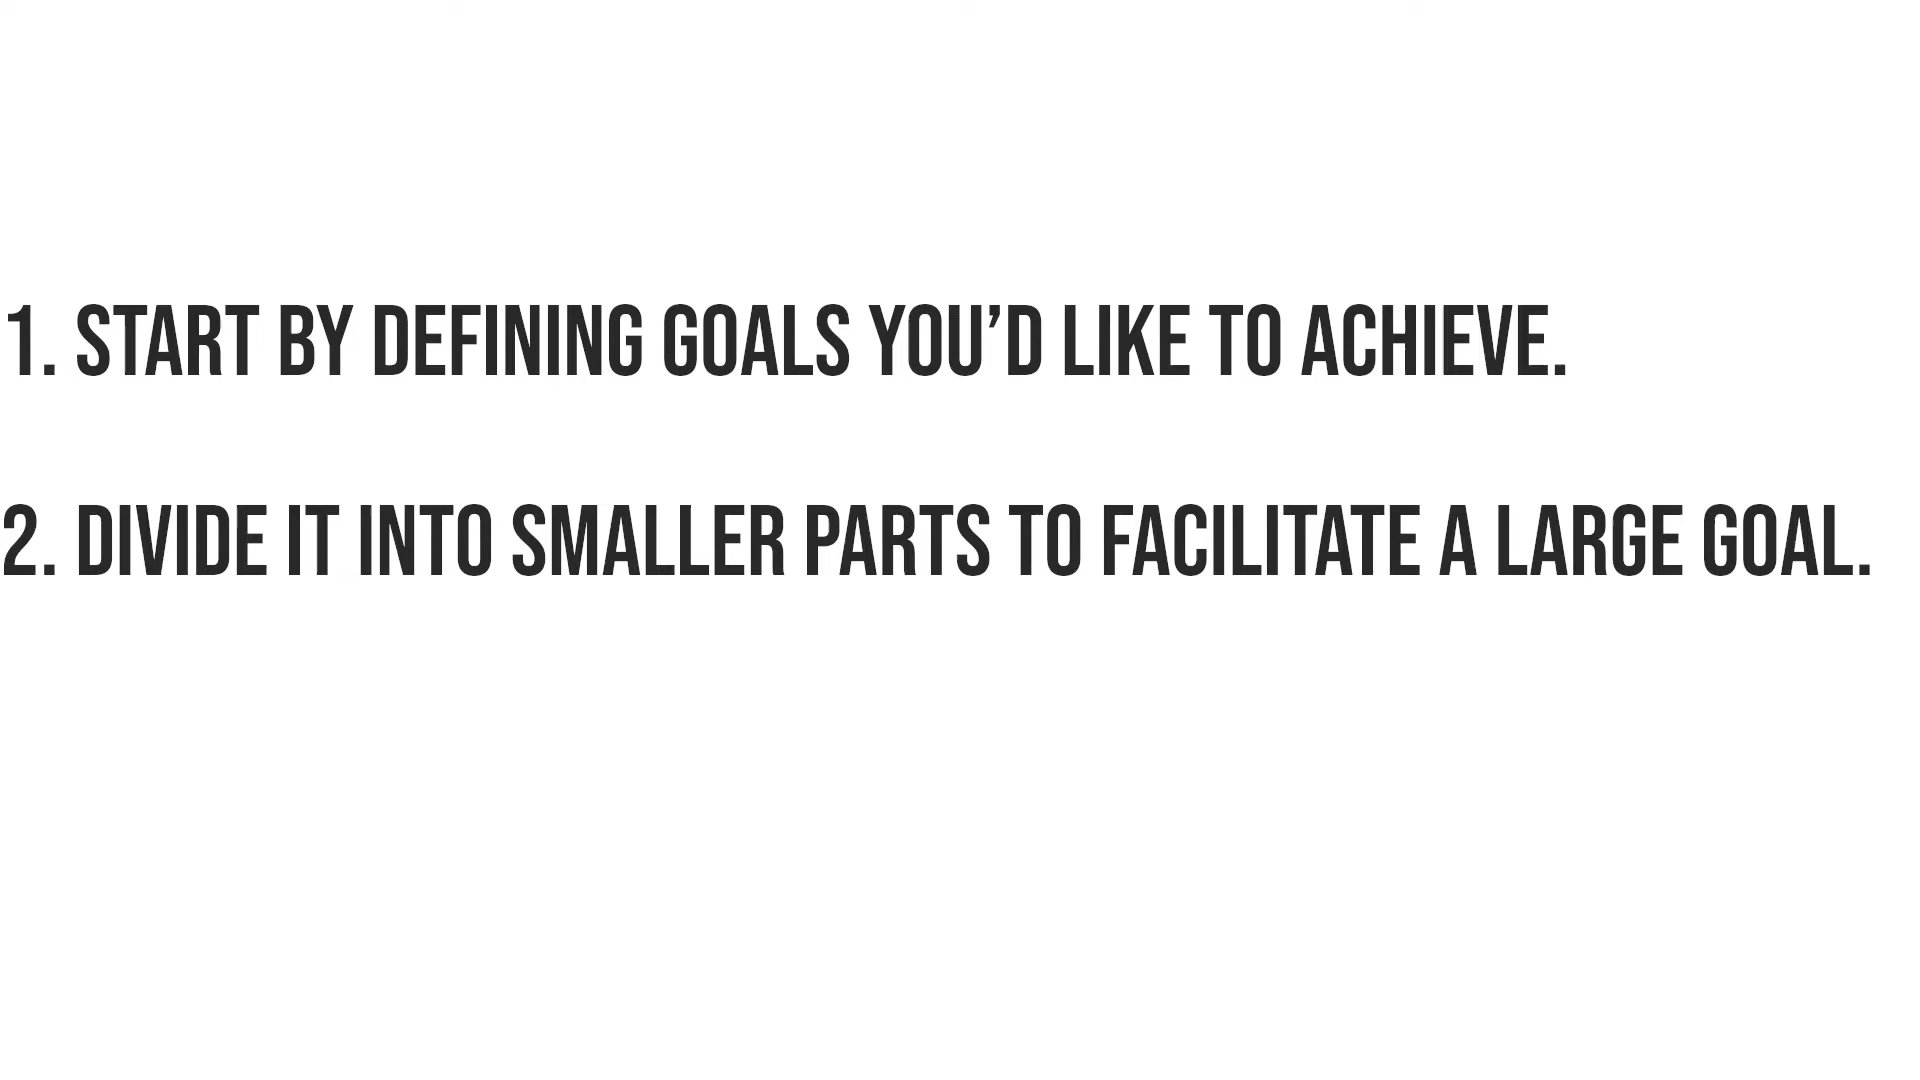 1. START BY DEFINING GOALS YOU’D LIKE TO ACHIEVE.
2. DIVIDE IT INTO SMALLER PARTS TO FACILITATE A LARGE GOAL.